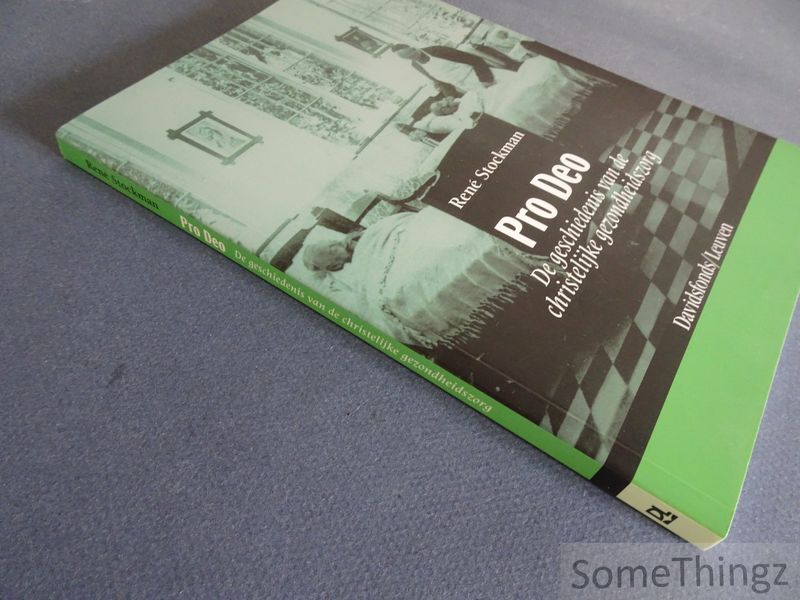 René Stockman
Pro Deo
De geschiedenis van de
christelijke gezondheidszorg
Davidsfonds/Leuven
René Stockman Pro Deo De geschiedenis van de christelijke gezondheidszorg
SomeThingz